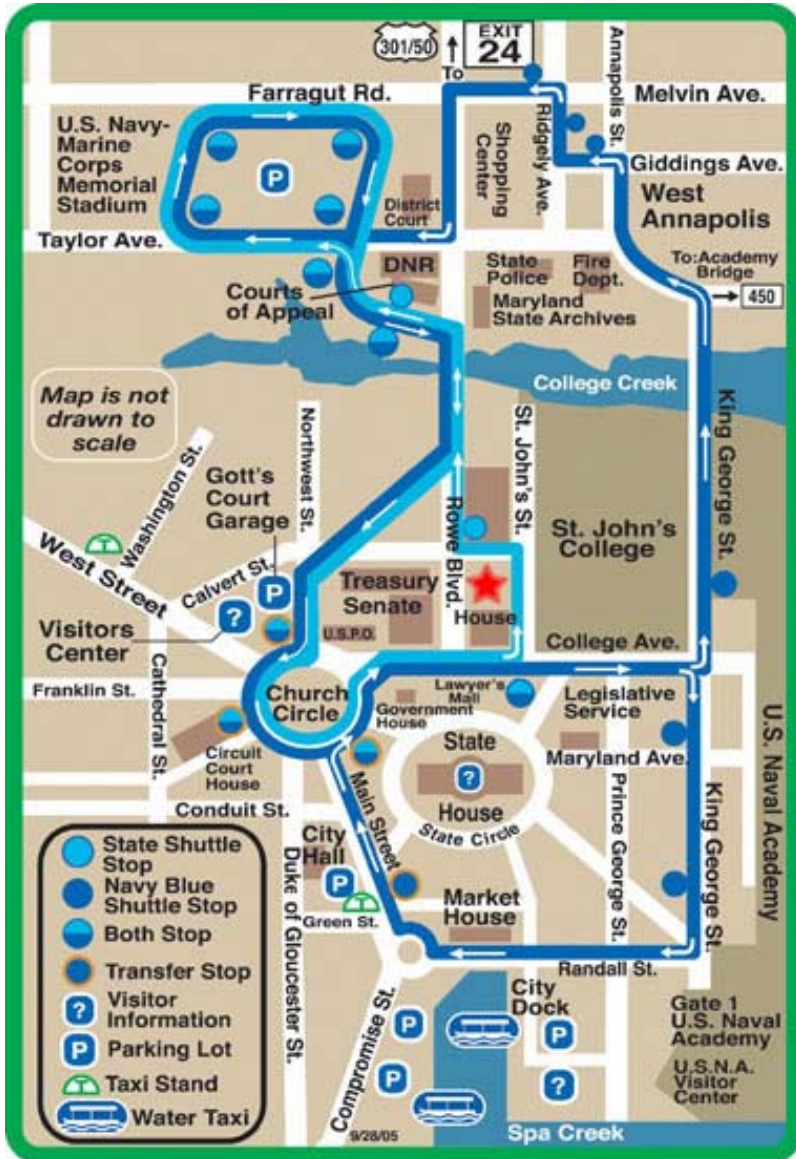 301/50
To
EXIT
24
Annapolis St.
Farragut Rd.
Melvin Ave.
U.S. Navy-
Marine
Corps
Memorial
Stadium
P
Shopping
Center
Ridgely Ave.
Giddings Ave.
West
Annapolis
District
Court
Taylor Ave.
To:Academy
Bridge
450
DNR
State
Police
Fire
Dept.
Courts
of Appeal
Maryland
State Archives
College Creek
Map is not
drawn to
scale
Northwest St.
St. John's St.
King George St.
Washington St.
Gott's
Court
Garage
Rowe Blvd.
St. John's
College
T
West Street
Calvert St.
P
?
Treasury
Senate
House
Visitors
Center
U.S.P.O.
College Ave.
Cathedral St.
Franklin St.
Church
Circle
Lawyer's
Mall
Government
House
Legislative
Service
U.S. Naval Academy
Circuit
Court
House
State
?
House
State Circle
Maryland Ave.
Prince George St.
King George St.
Main Street
Conduit St.
City
Hall
P
T
Green St.
Duke of Gloucester St.
Market
House
Randall St.
State Shuttle
Stop
Navy Blue
Shuttle Stop
Both Stop
Transfer Stop
? Visitor
Information
P Parking Lot
T Taxi Stand
Water Taxi
Compromise St.
P
P
City
Dock
P
?
Gate 1
U.S. Naval
Academy
U.S.N.A.
Visitor
Center
9/28/05
Spa Creek